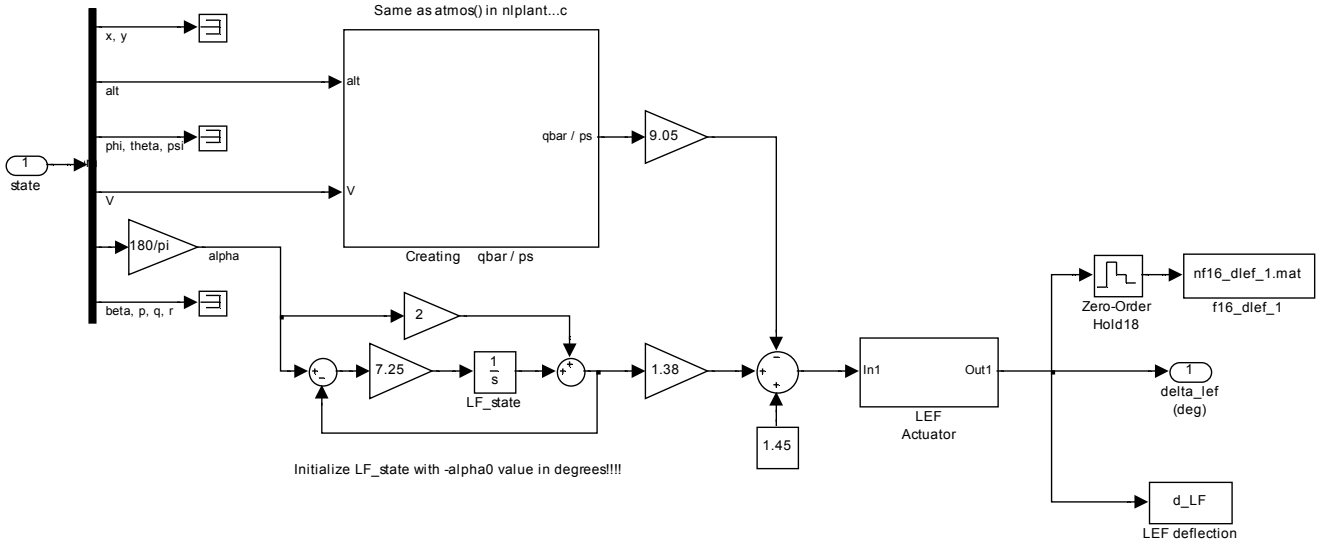 Same as atmos() in nlplant...c
x, y
alt
alt
qbar / ps
9.05
phi, theta, psi
1
state
V
V
180/pi
alpha
Creating qbar / ps
beta, p, q, r
nf16_dlef_1.mat
Zero-Order
Hold18
f16_dlef_1
2
+
+
-
7.25
1
s
LF_state
+
+
1.38
-
+
+
1.45
In1
Out1
LEF
Actuator
1
delta_lef
(deg)
Initialize LF_state with -alpha0 value in degrees!!!!
d_LF
LEF deflection